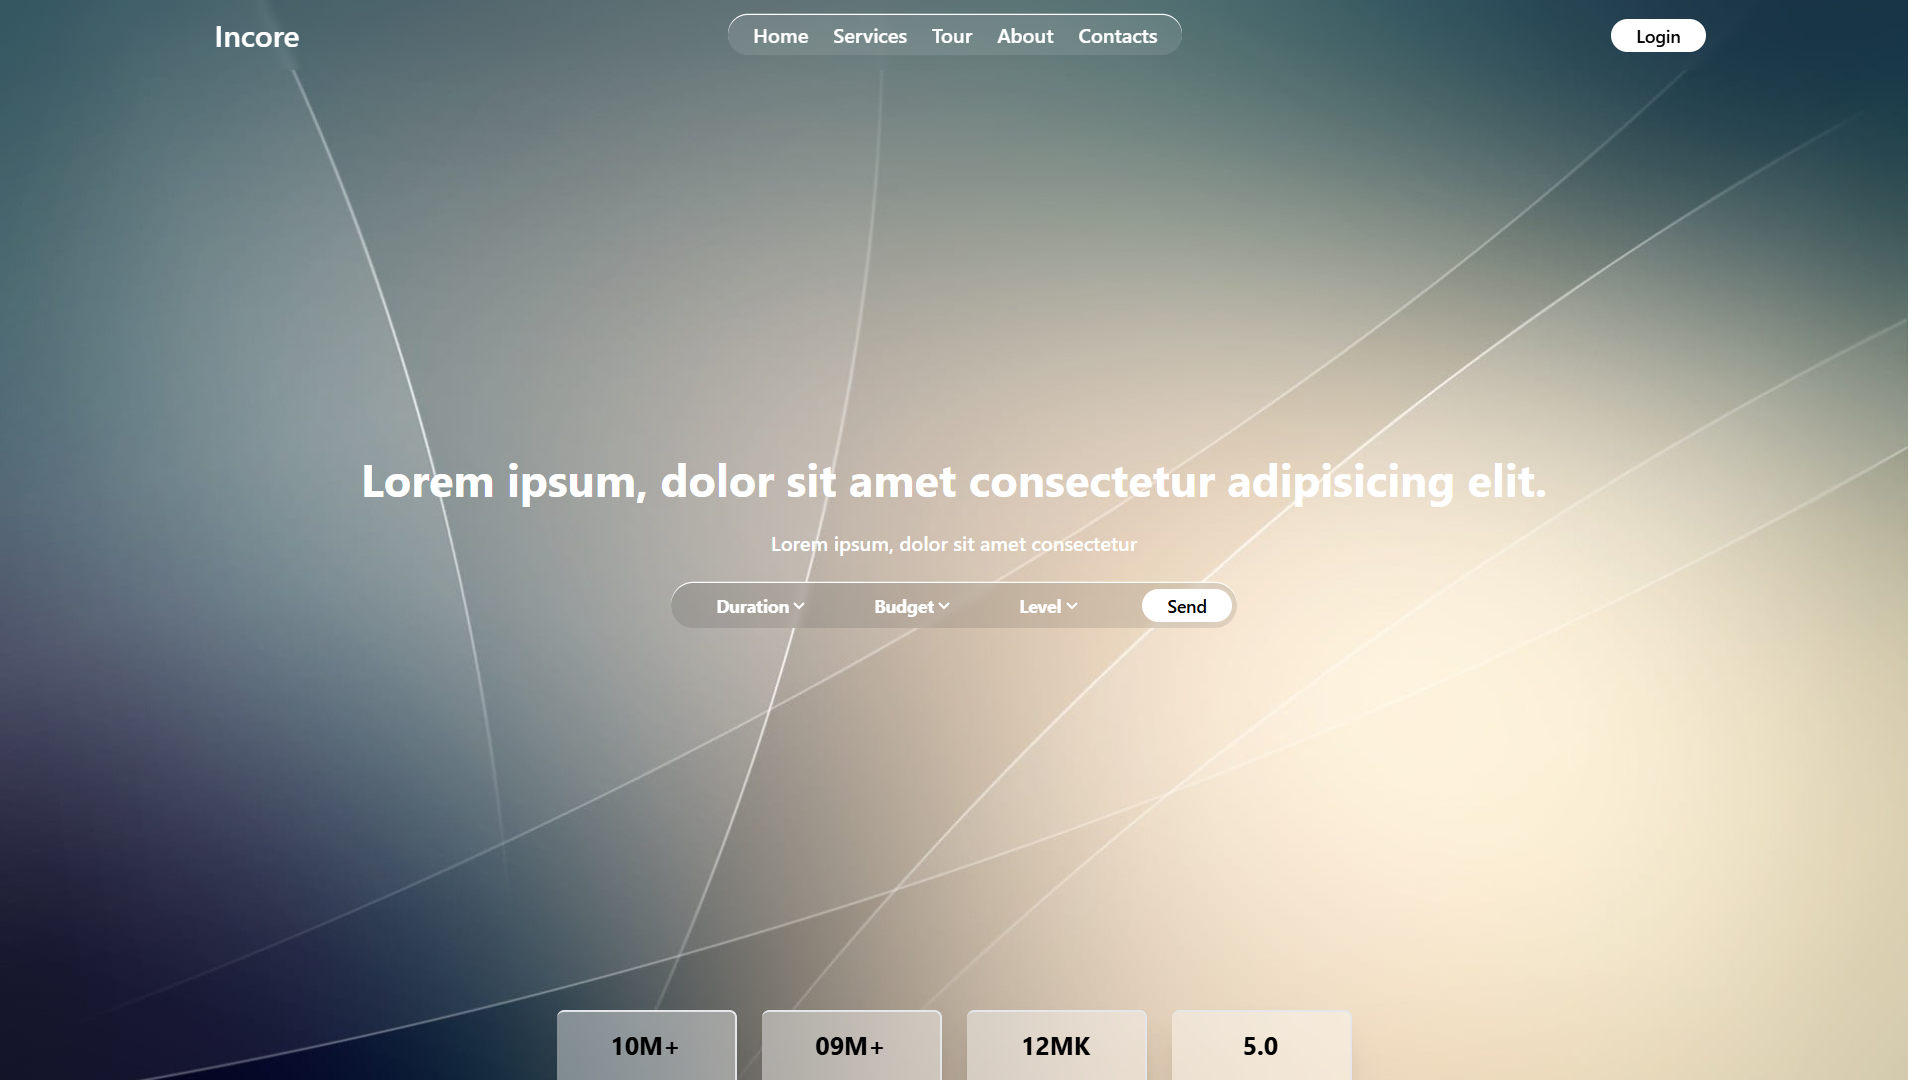 Incore
Home Services Tour About Contacts
Login
Lorem ipsum, dolor sit amet consectetur adipisicing elit.
Lorem ipsum, dolor sit amet consectetur
Duration Budget Level Send
10M+ 09M+ 12MK 5.0